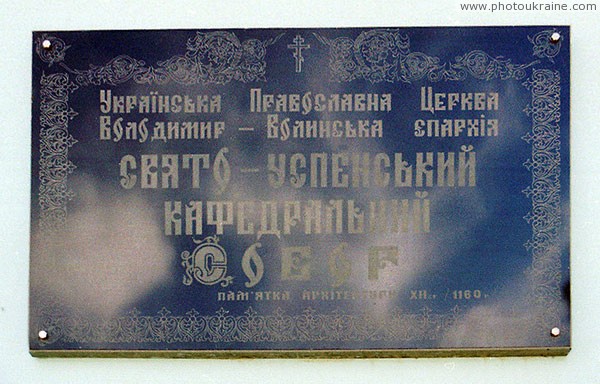 www.photoukraine.com
Українська Православна Церква
Володимир – Волинська єпархія
СВЯТО – УСПЕНСЬКИЙ
КАФЕДРАЛЬНИЙ
СОБОР
ПАМ'ЯТКА АРХІТЕКТУРИ XII ст / 1160 р